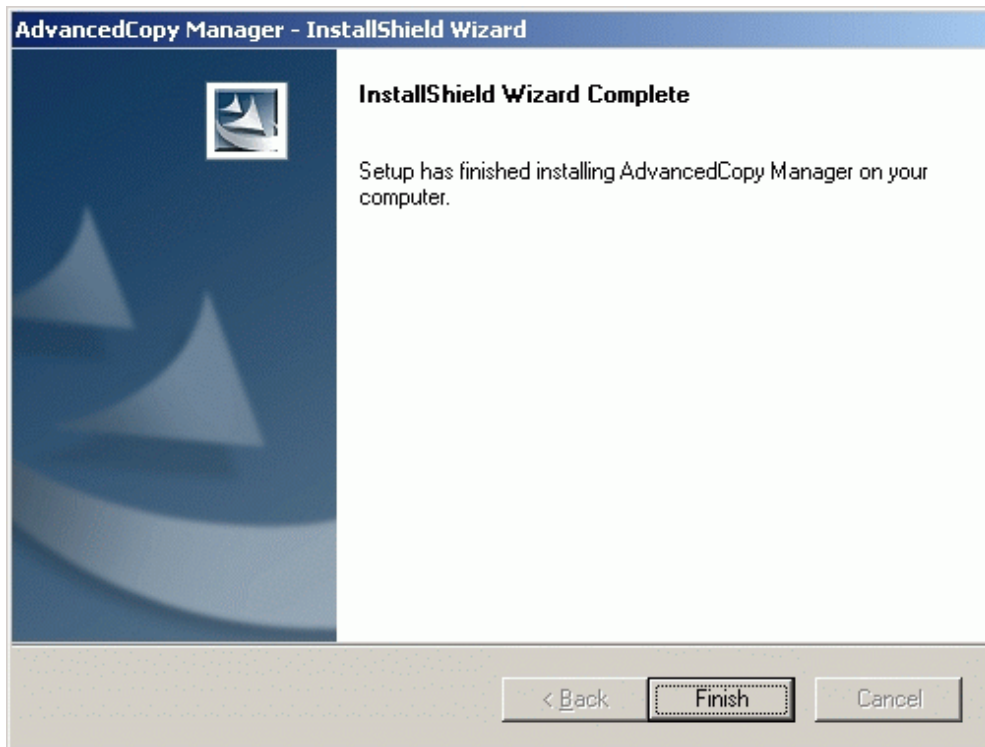 AdvancedCopy Manager - InstallShield Wizard
InstallShield Wizard Complete
Setup has finished installing AdvancedCopy Manager on your
computer.
< Back
Finish
Cancel